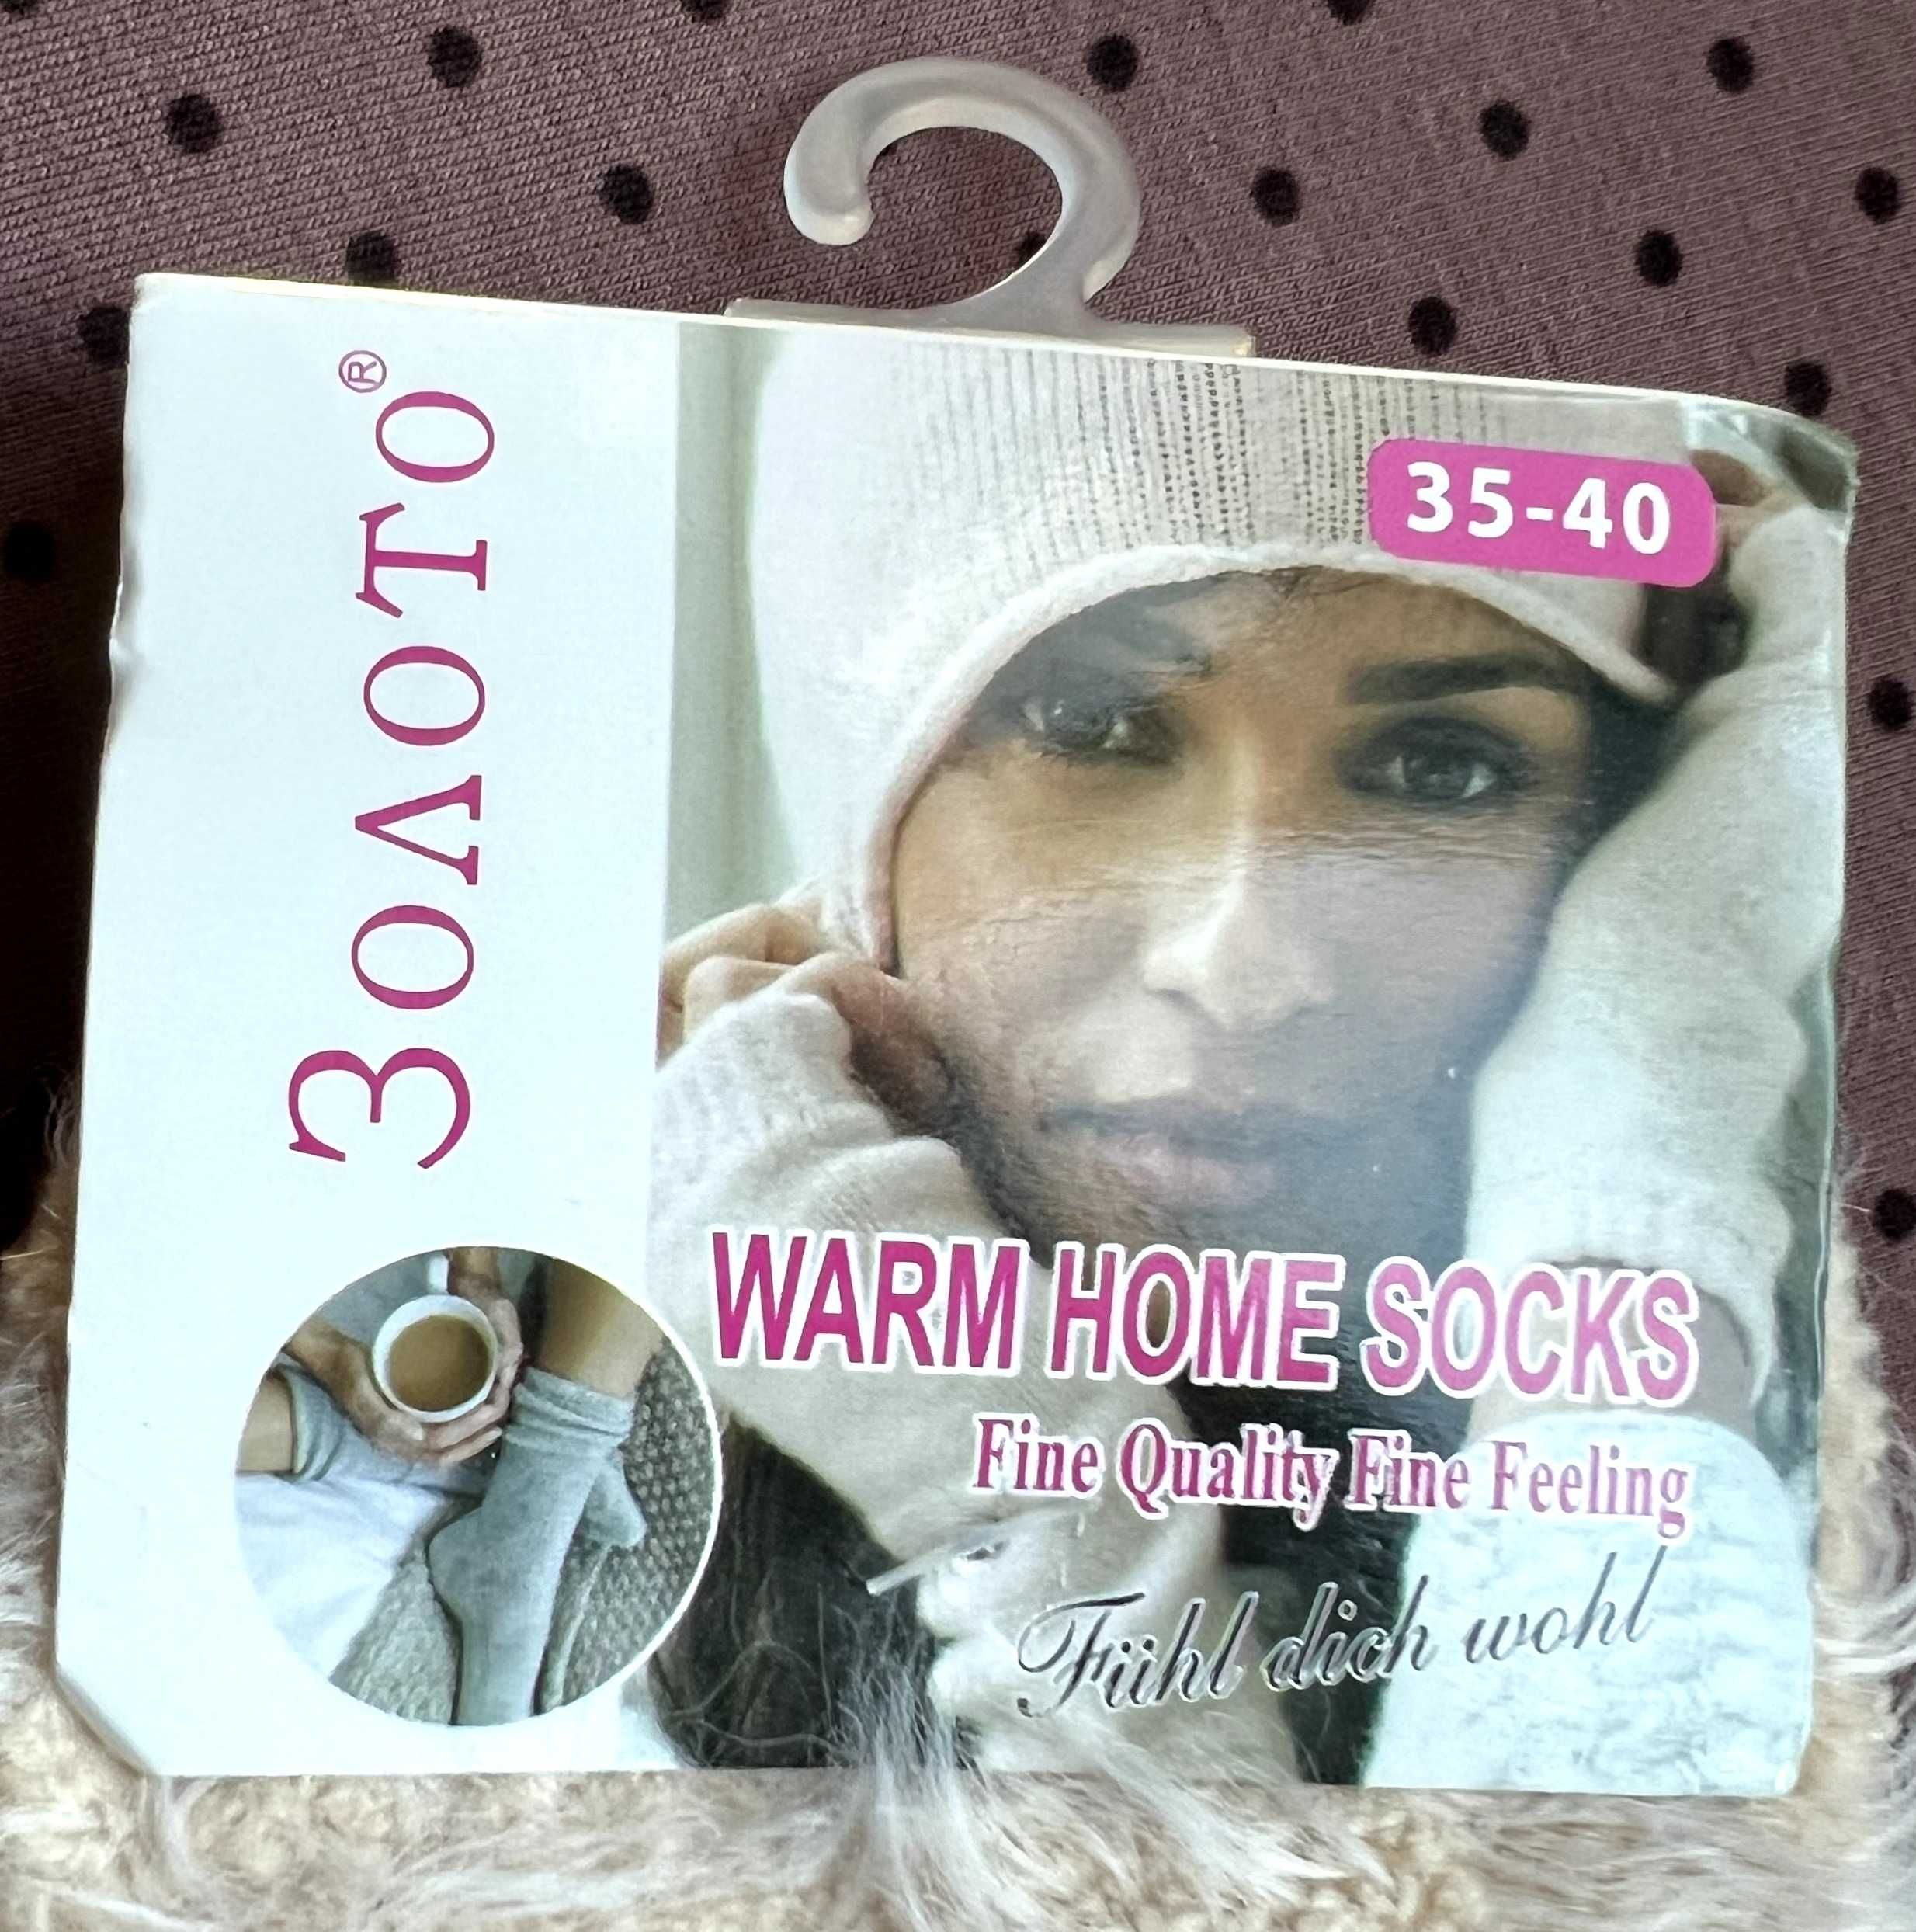 ЗОЛОТО®
35-40
WARM HOME SOCKS
Fine Quality Fine Feeling
Fühl dich wohl